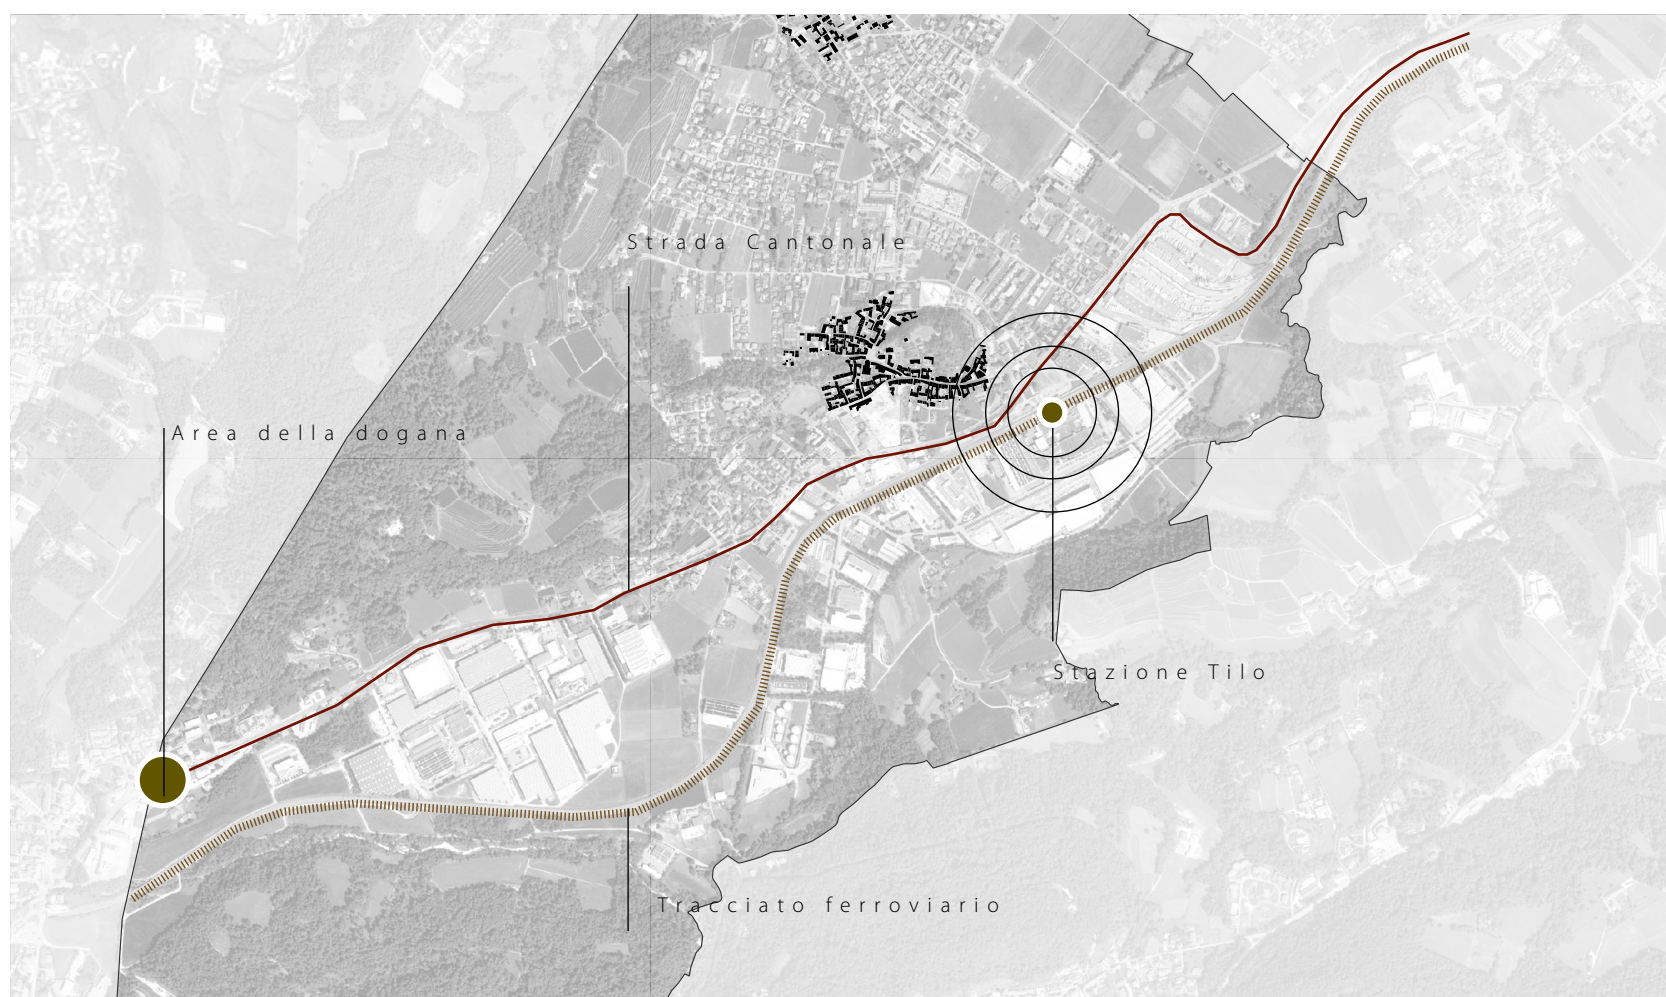 Strada Cantonale
Area della dogana
Stazione Tilo
Tracciato ferroviario